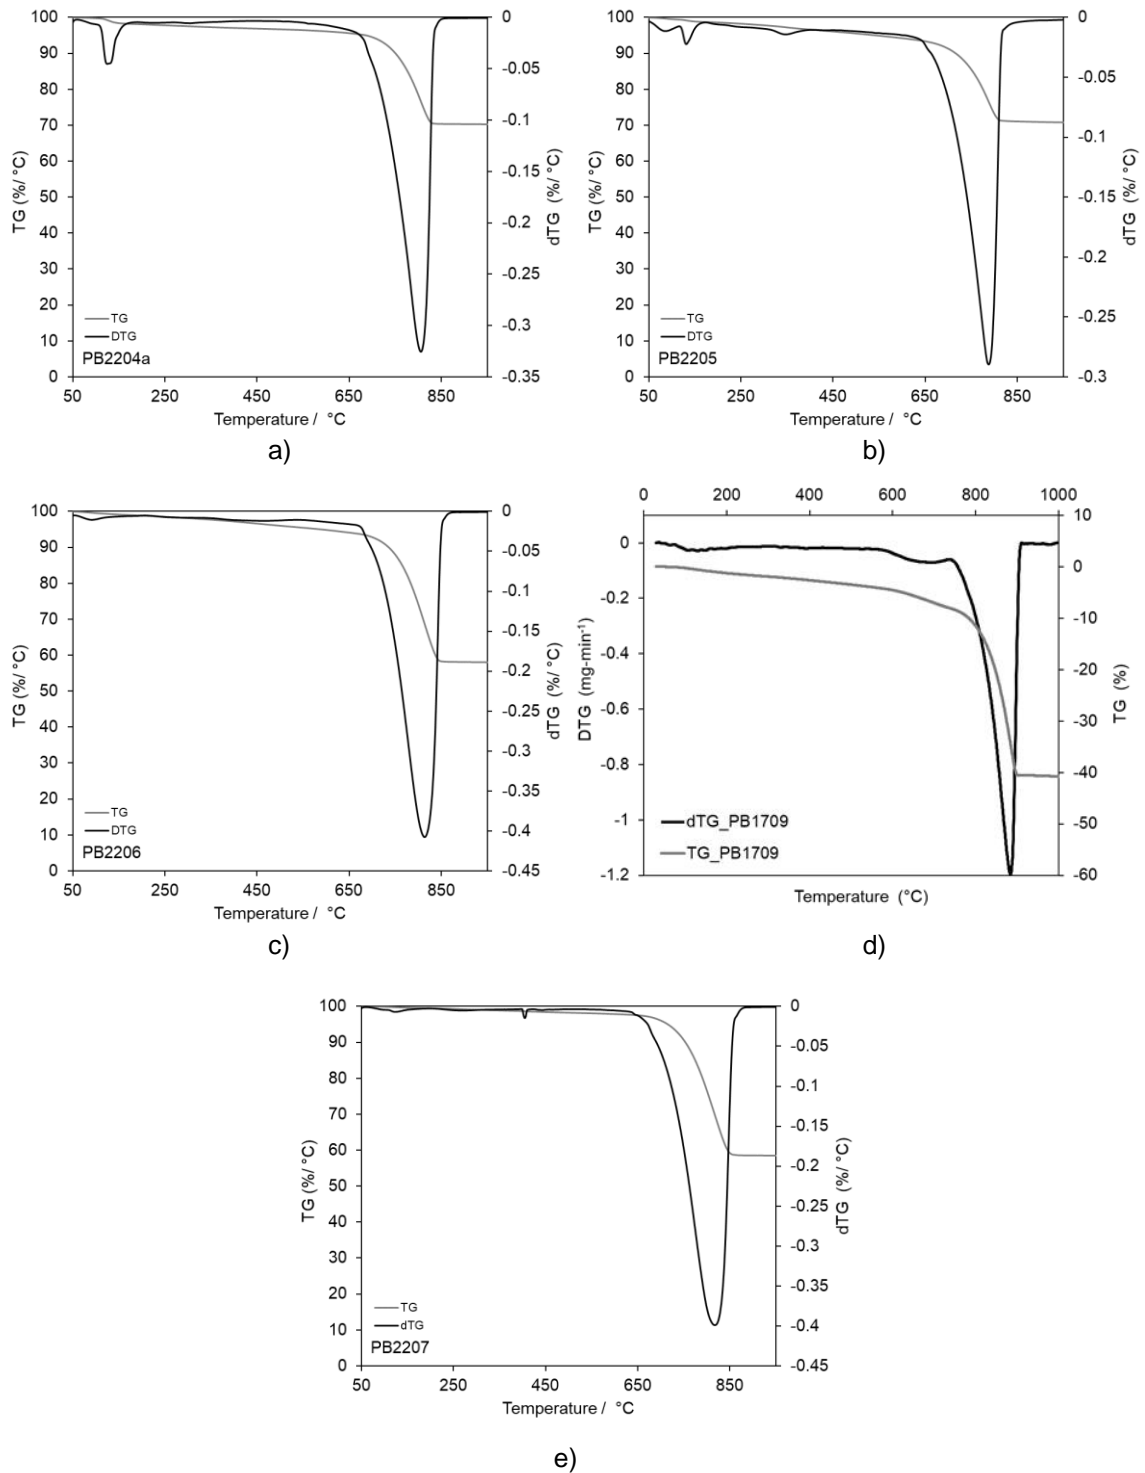 100 0 100 0
90 -0.05 90 -0.05
80 80
70 -0.1 70 -0.1
60 -0.15 60
50 50 -0.15
40 -0.2 40
30 -0.25 30 -0.2
20 20
10 -0.3 10 -0.25
0 -0.35 0 -0.3
TG (%/ °C) dTG (%/ °C) TG (%/ °C) dTG (%/ °C)
TG TG
DTG DTG
PB2204a PB2205
50 250 450 650 850 50 250 450 650 850
Temperature / °C Temperature / °C
a) b)
0 200 400 600 800 1000
100 0 10
90 -0.05 0 0
80 -0.1 -0.2 -10
70 -0.15
60 -0.2 -0.4 -20
50 -0.25 -0.6 -30
40 -0.3 -0.8 -40
30
20 -0.35 -1 -50
10 -0.4
0 -0.45 -1.2 -60
TG (%/ °C) dTG (%/ °C) DTG (mg-min-1) TG (%)
TG dTG_PB1709
DTG TG_PB1709
PB2206
50 250 450 650 850
Temperature / °C Temperature (°C)
c) d)
100 0
90 -0.05
80 -0.1
70 -0.15
60 -0.2
50 -0.25
40 -0.3
30 -0.35
20 -0.4
10 -0.45
0
TG (%/ °C) dTG (%/ °C)
TG
dTG
PB2207
50 250 450 650 850
Temperature / °C
e)